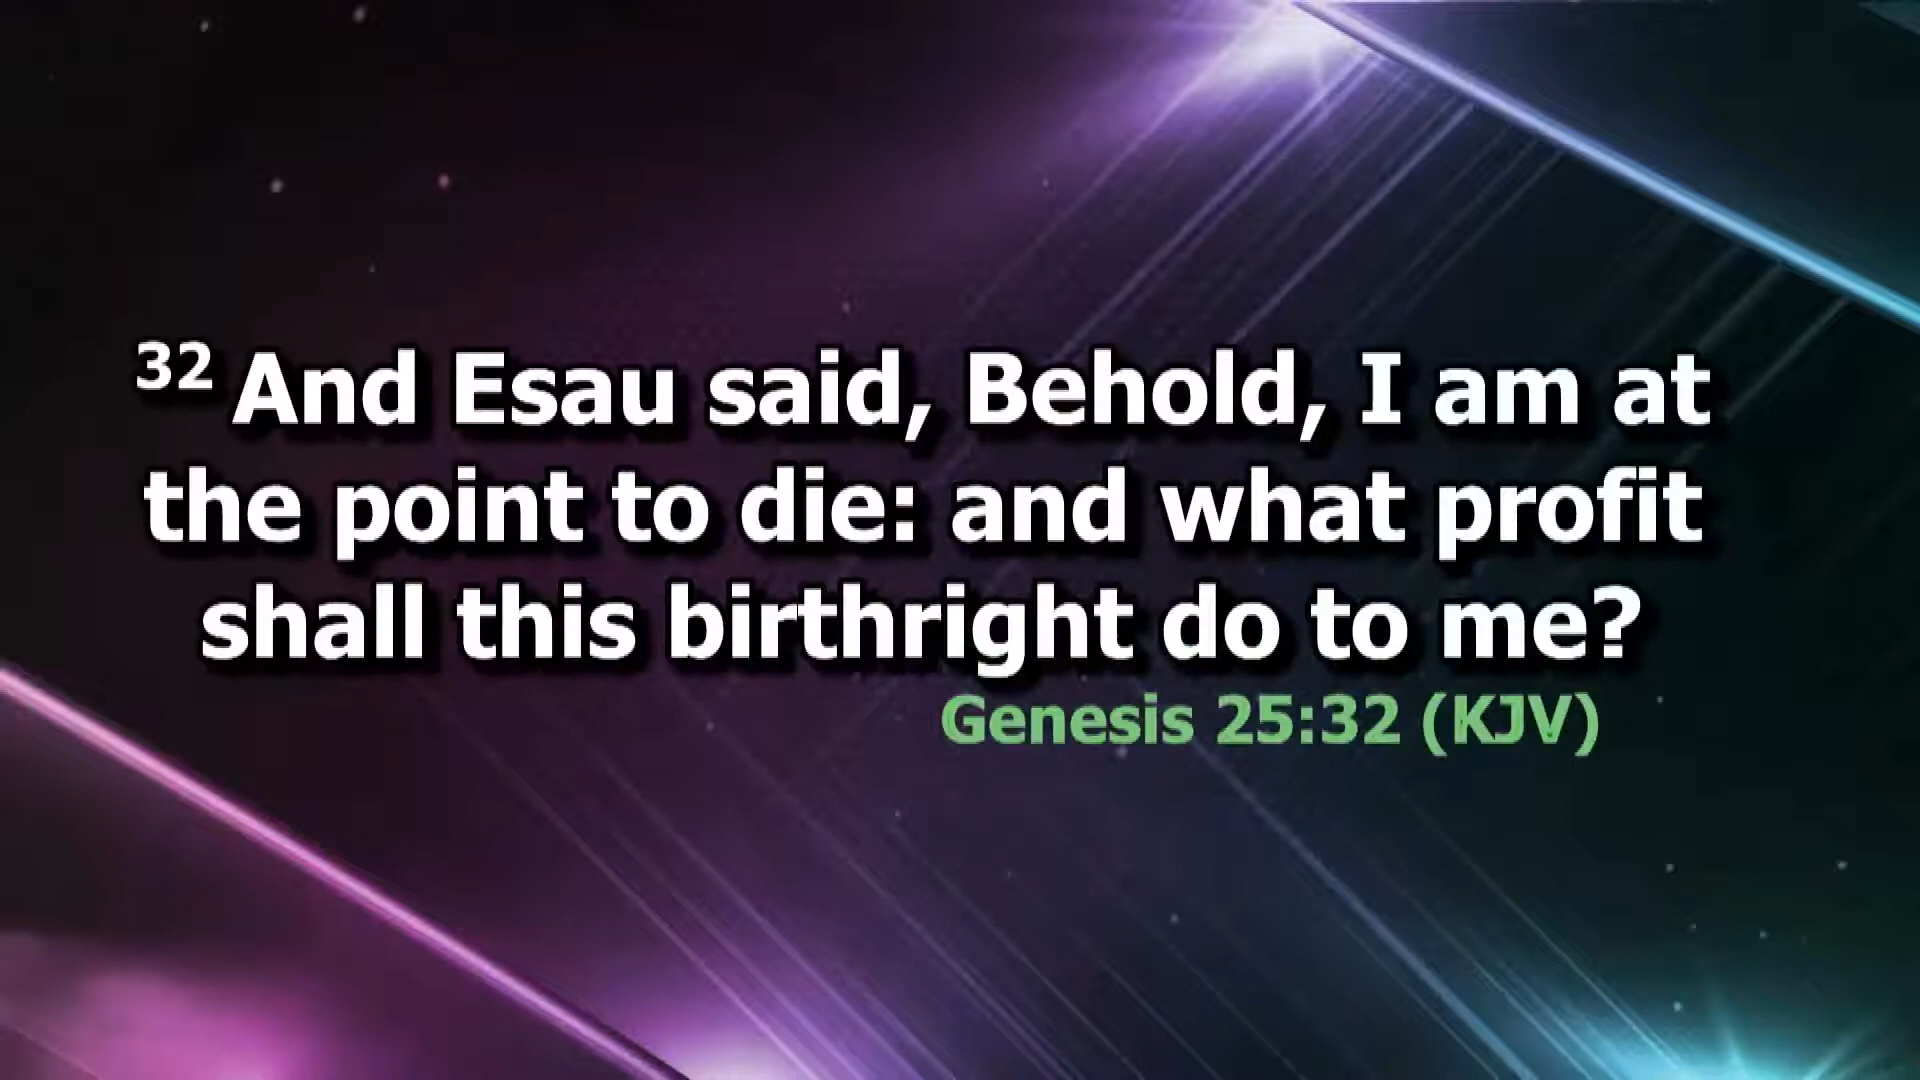 32 And Esau said, Behold, I am at
the point to die: and what profit
shall this birthright do to me?
Genesis 25:32 (KJV)